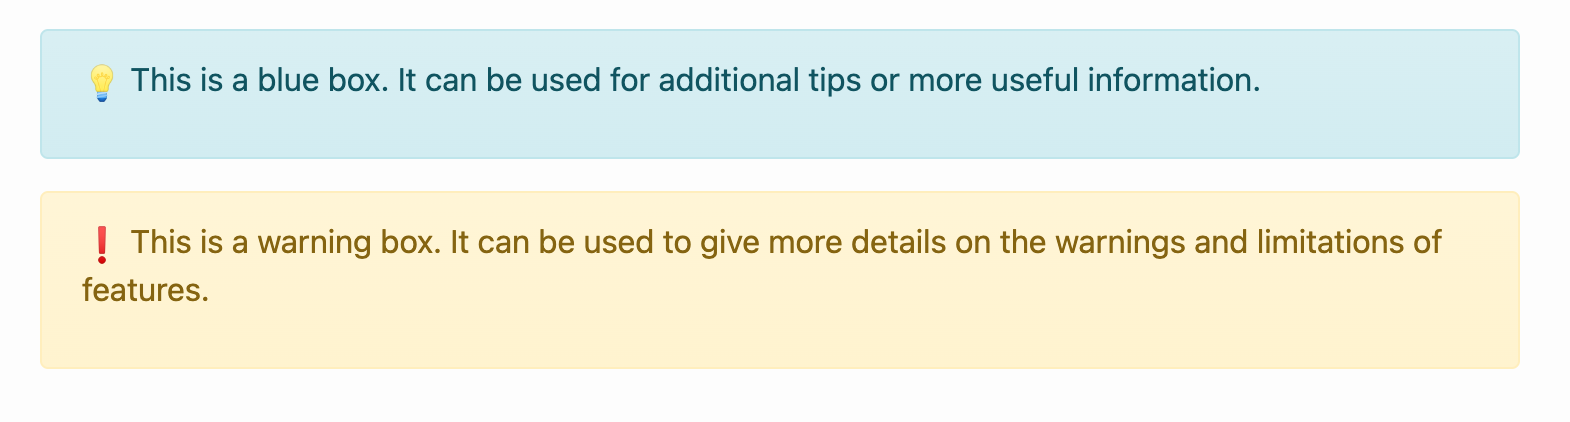 💡 This is a blue box. It can be used for additional tips or more useful information.
❗ This is a warning box. It can be used to give more details on the warnings and limitations of
features.